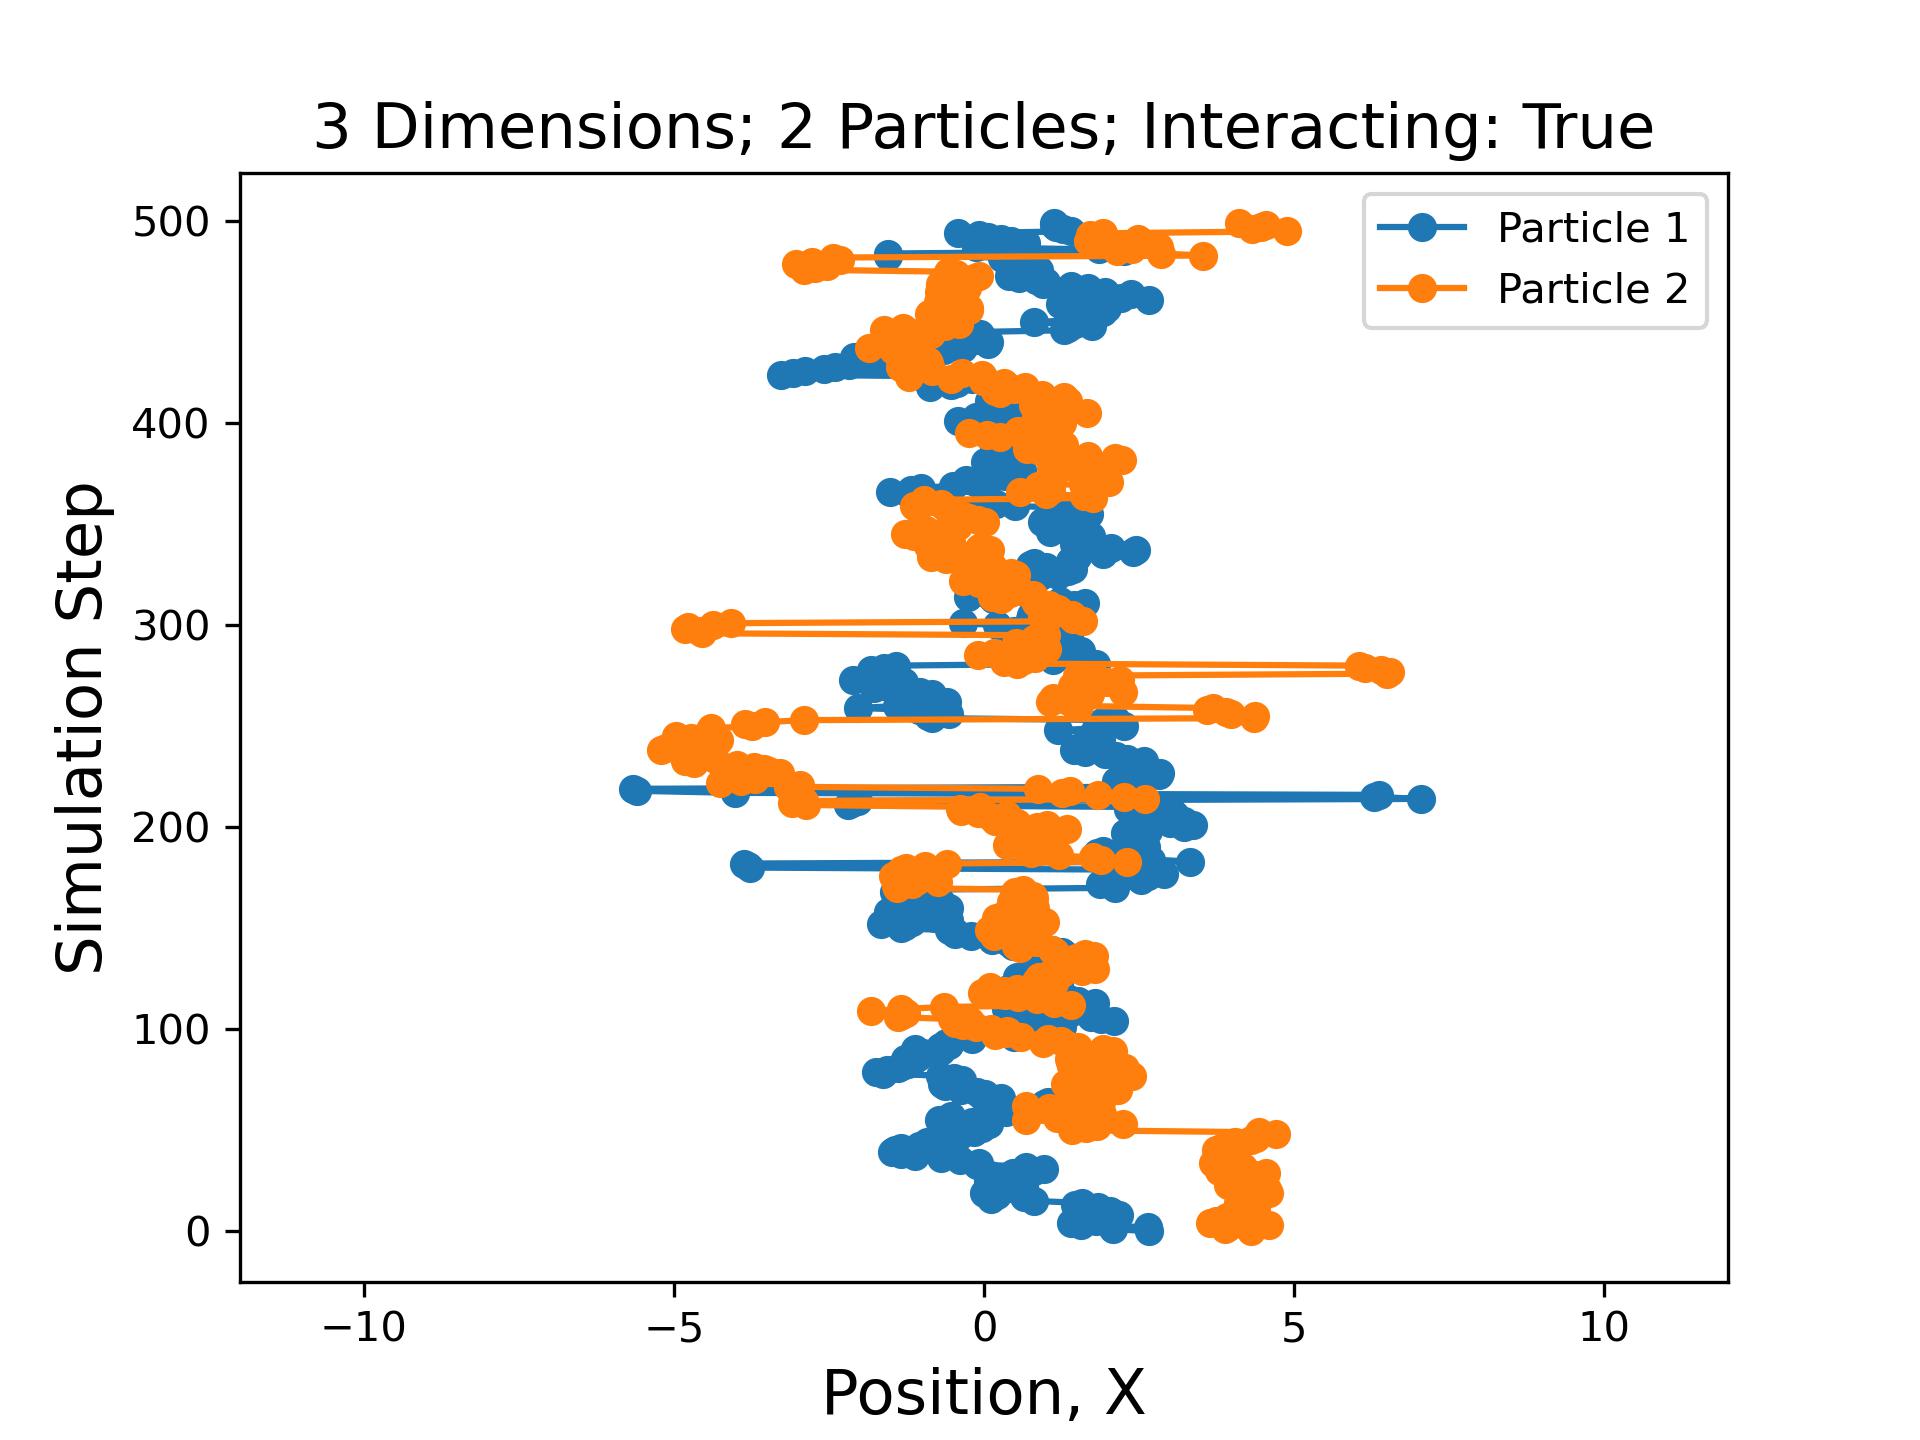 3 Dimensions; 2 Particles; Interacting: True
Particle 1
Particle 2
500
400
300
200
100
0
Simulation Step
−10
−5
0
5
10
Position, X